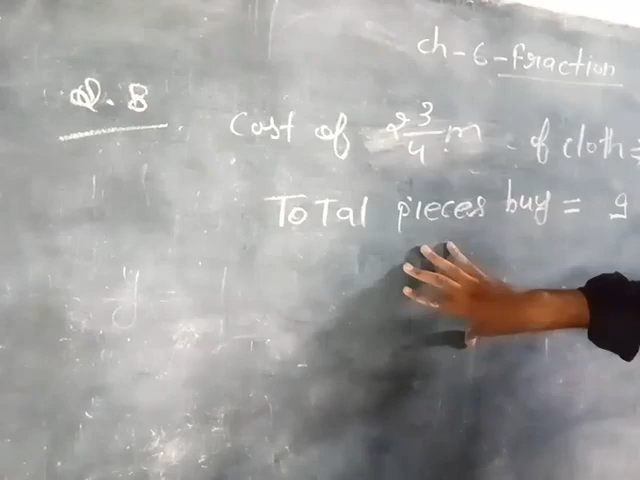 ch - 6 - fraction
Q. 8
Cost of 2 3/4 m of cloth =
Total pieces buy = 9
y =